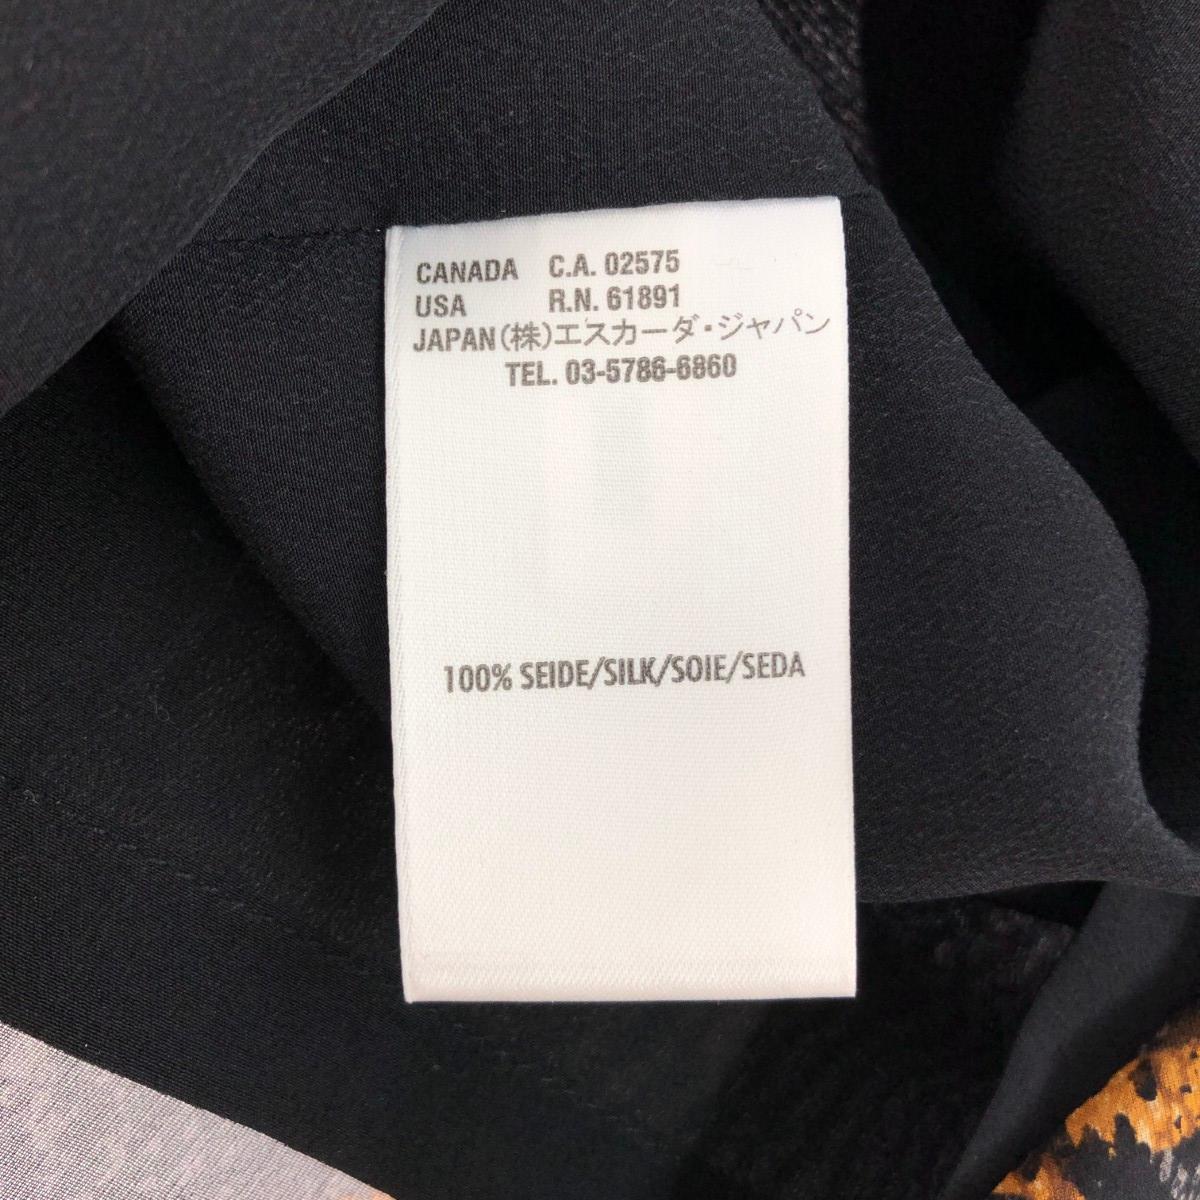 CANADA C.A. 02575
USA R.N. 61891
JAPAN(株)エスカーダ・ジャパン
TEL. 03-5786-6860
100% SEIDE/SILK/SOIE/SEDA